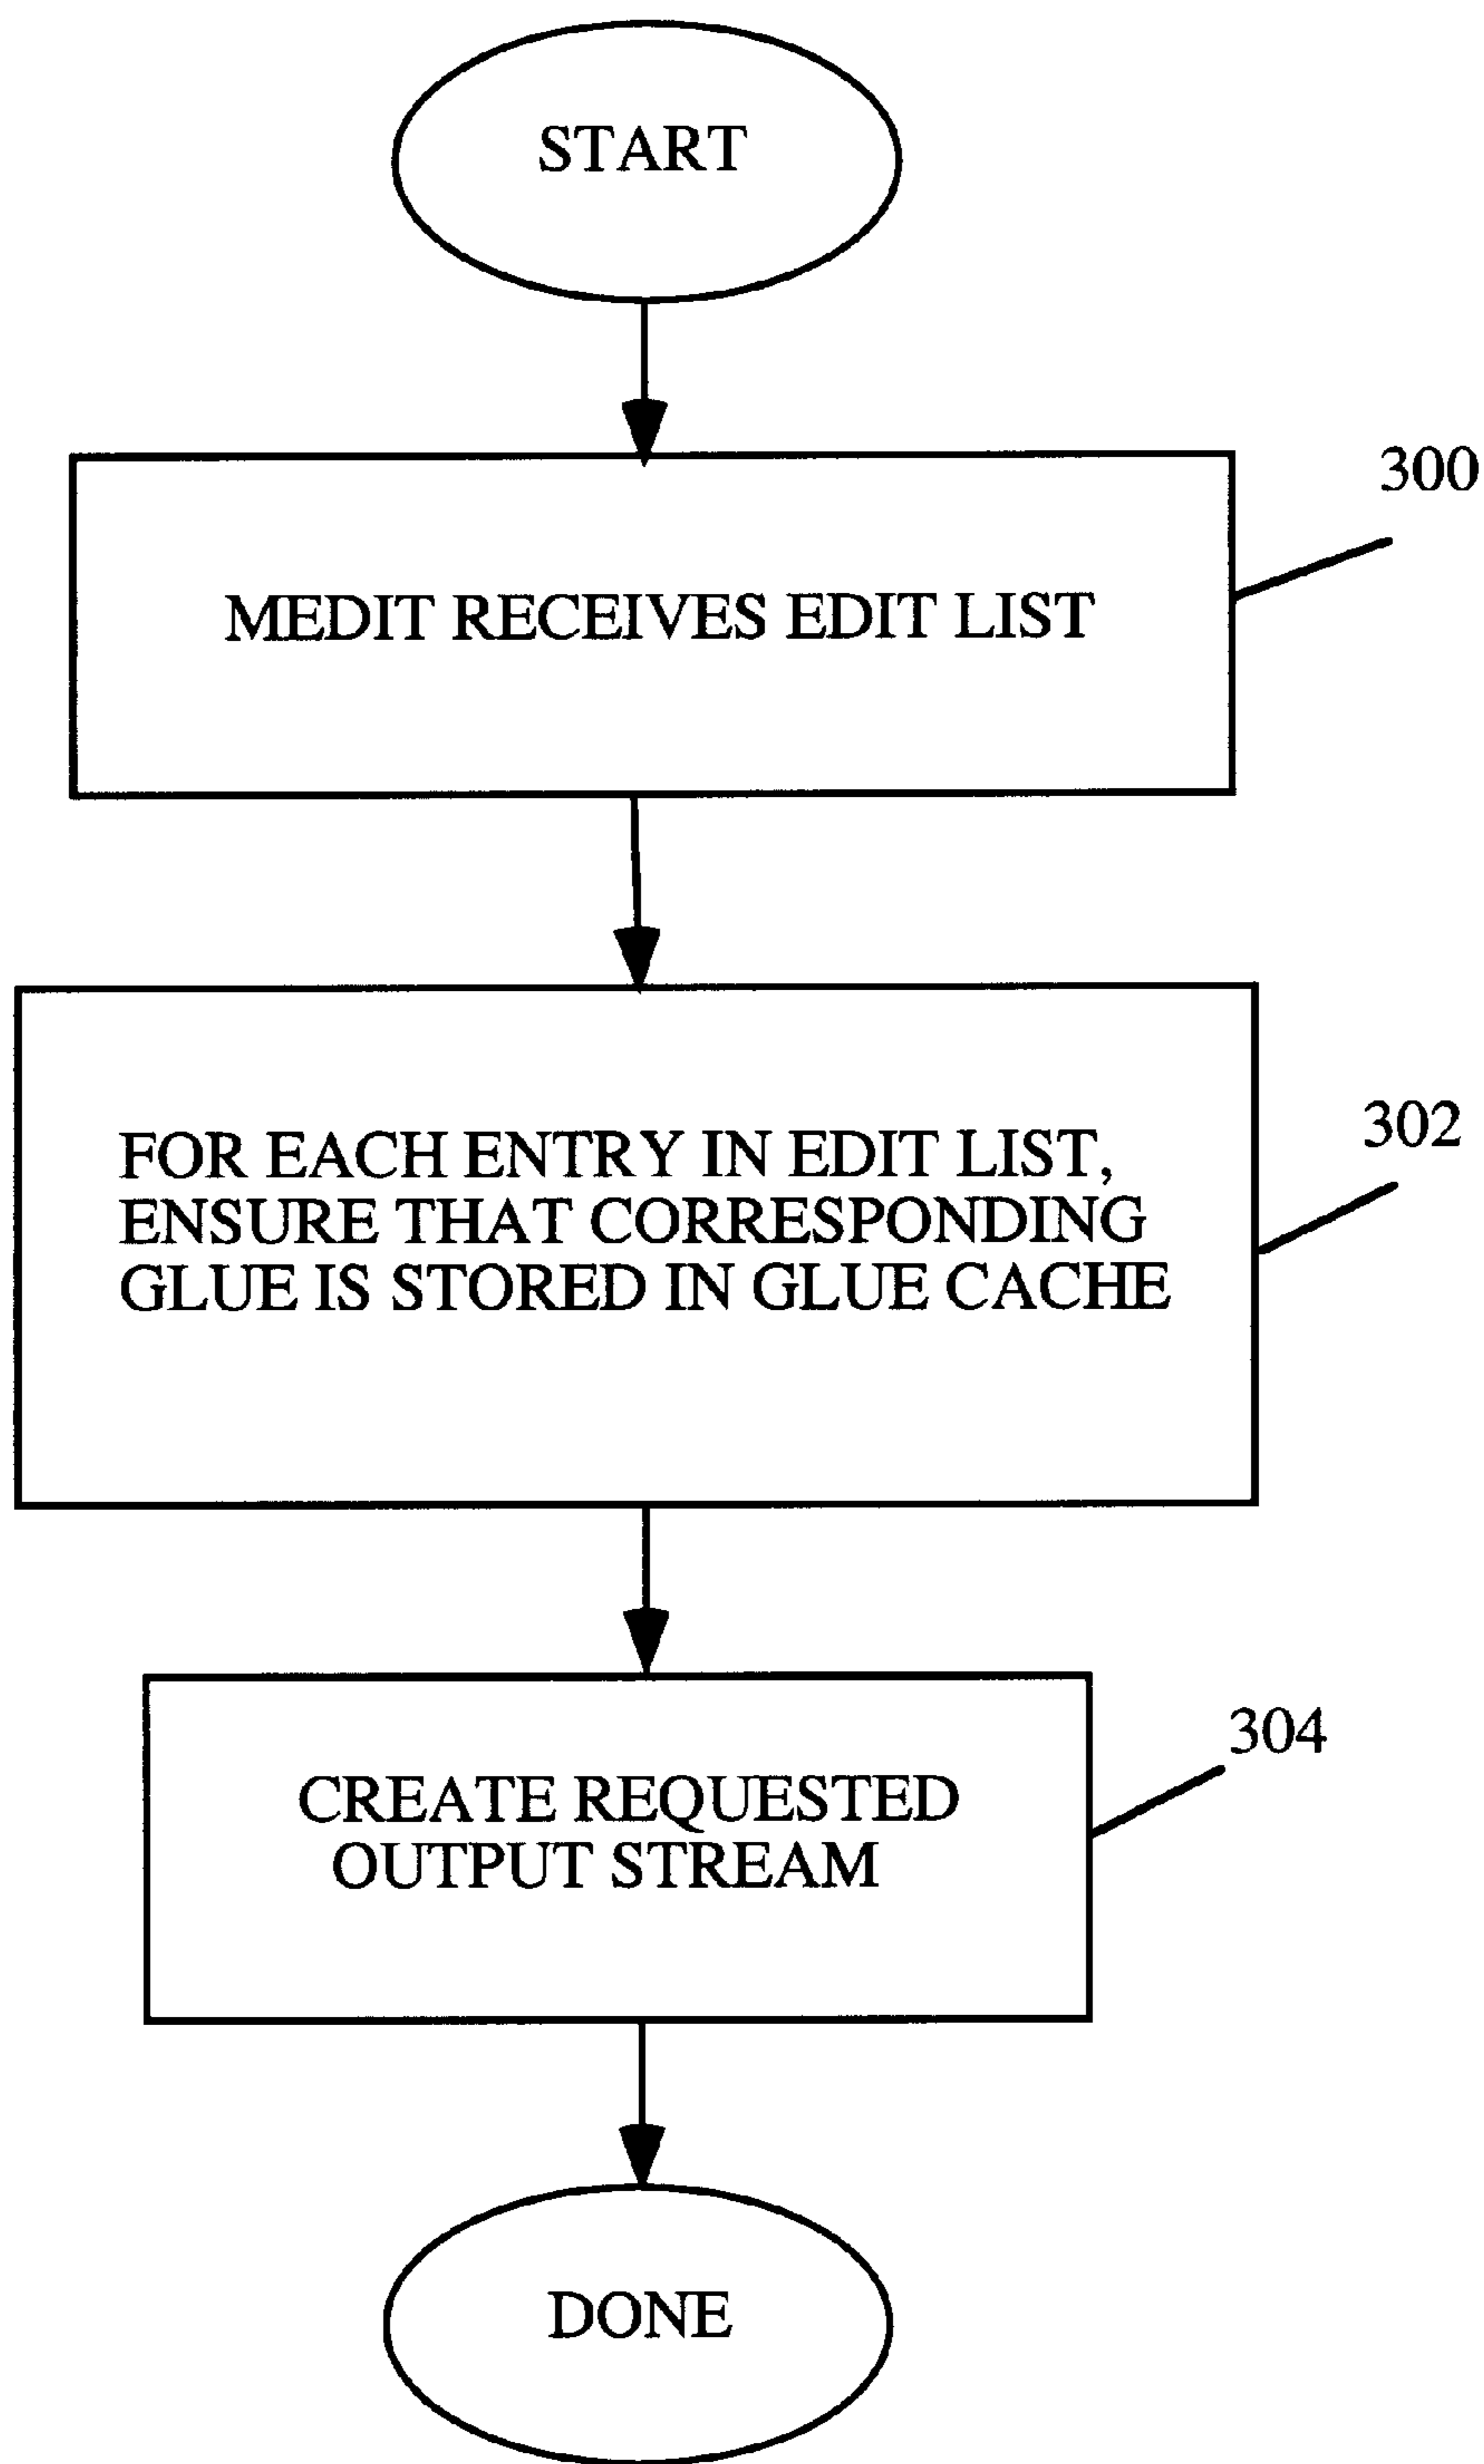 START
300
MEDIT RECEIVES EDIT LIST
302
FOR EACH ENTRY IN EDIT LIST,
ENSURE THAT CORRESPONDING
GLUE IS STORED IN GLUE CACHE
304
CREATE REQUESTED
OUTPUT STREAM
DONE